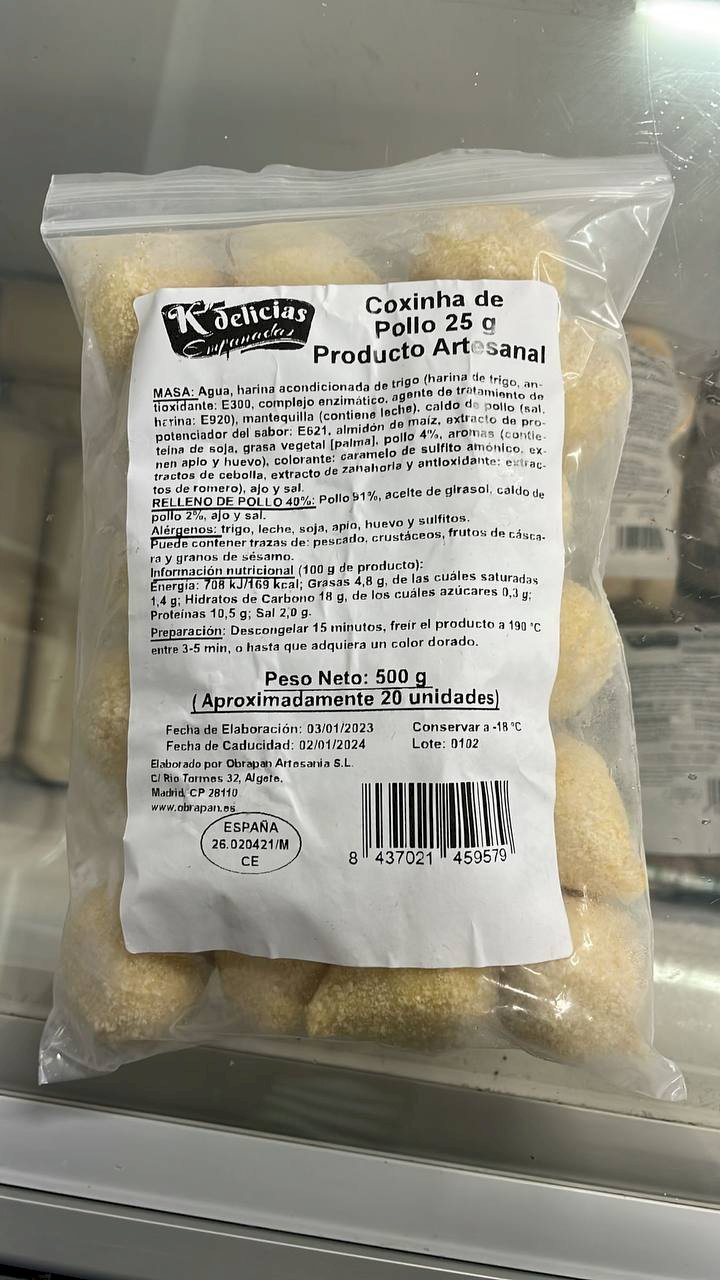 K'delicias
Empanadas
Coxinha de
Pollo 25 g
Producto Artesanal
MASA: Agua, harina acondicionada de trigo (harina de trigo, an-
tioxidante: E300, complejo enzimático, agente de tratamiento de
harina: E920), mantequilla (contiene leche), caldo de pollo (sal,
potenciador del sabor: E621, almidón de maíz, extracto de pro-
teína de soja, grasa vegetal [palma], pollo 4%, aromas (contie-
nen apio y huevo), colorante: caramelo de sulfito amónico, ex-
tractos de cebolla, extracto de zanahoria y antioxidante: extrac-
tos de romero), ajo y sal.
RELLENO DE POLLO 40%: Pollo 91%, aceite de girasol, caldo de
pollo 2%, ajo y sal.
Alérgenos: trigo, leche, soja, apio, huevo y sulfitos.
Puede contener trazas de: pescado, crustáceos, frutos de cásca-
ra y granos de sésamo.
Información nutricional (100 g de producto):
Energía: 708 kJ/169 kcal; Grasas 4,8 g, de las cuáles saturadas
1,4 g; Hidratos de Carbono 18 g, de los cuáles azúcares 0,3 g;
Proteínas 10,5 g; Sal 2,0 g.
Preparación: Descongelar 15 minutos, freír el producto a 190 °C
entre 3-5 min, o hasta que adquiera un color dorado.
Peso Neto: 500 g
(Aproximadamente 20 unidades)
Fecha de Elaboración: 03/01/2023 Conservar a -18 °C
Fecha de Caducidad: 02/01/2024 Lote: 0102
Elaborado por Obrapan Artesania S.L.
C/ Rio Tormes 32, Algete.
Madrid, CP 28110
www.obrapan.es
ESPAÑA
26.020421/M
CE
8 437021 459579